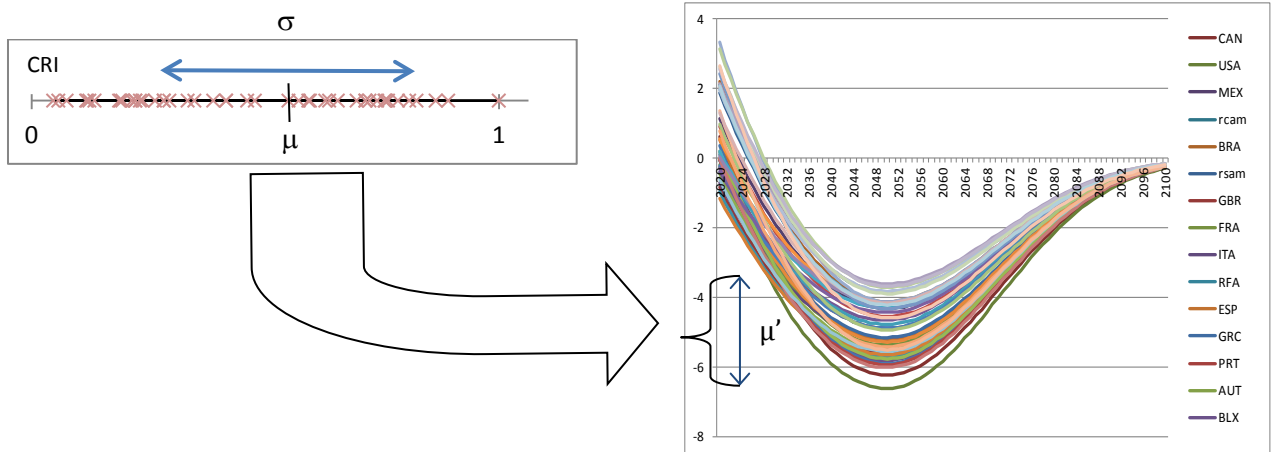 σ
CRI
0
1
μ
4
2
0
-2
-4
-6
-8
2020
2024
2028
2032
2036
2040
2044
2048
2052
2056
2060
2064
2068
2072
2076
2080
2084
2088
2092
2096
2100
μ’
CAN
USA
MEX
rcam
BRA
rsam
GBR
FRA
ITA
RFA
ESP
GRC
PRT
AUT
BLX